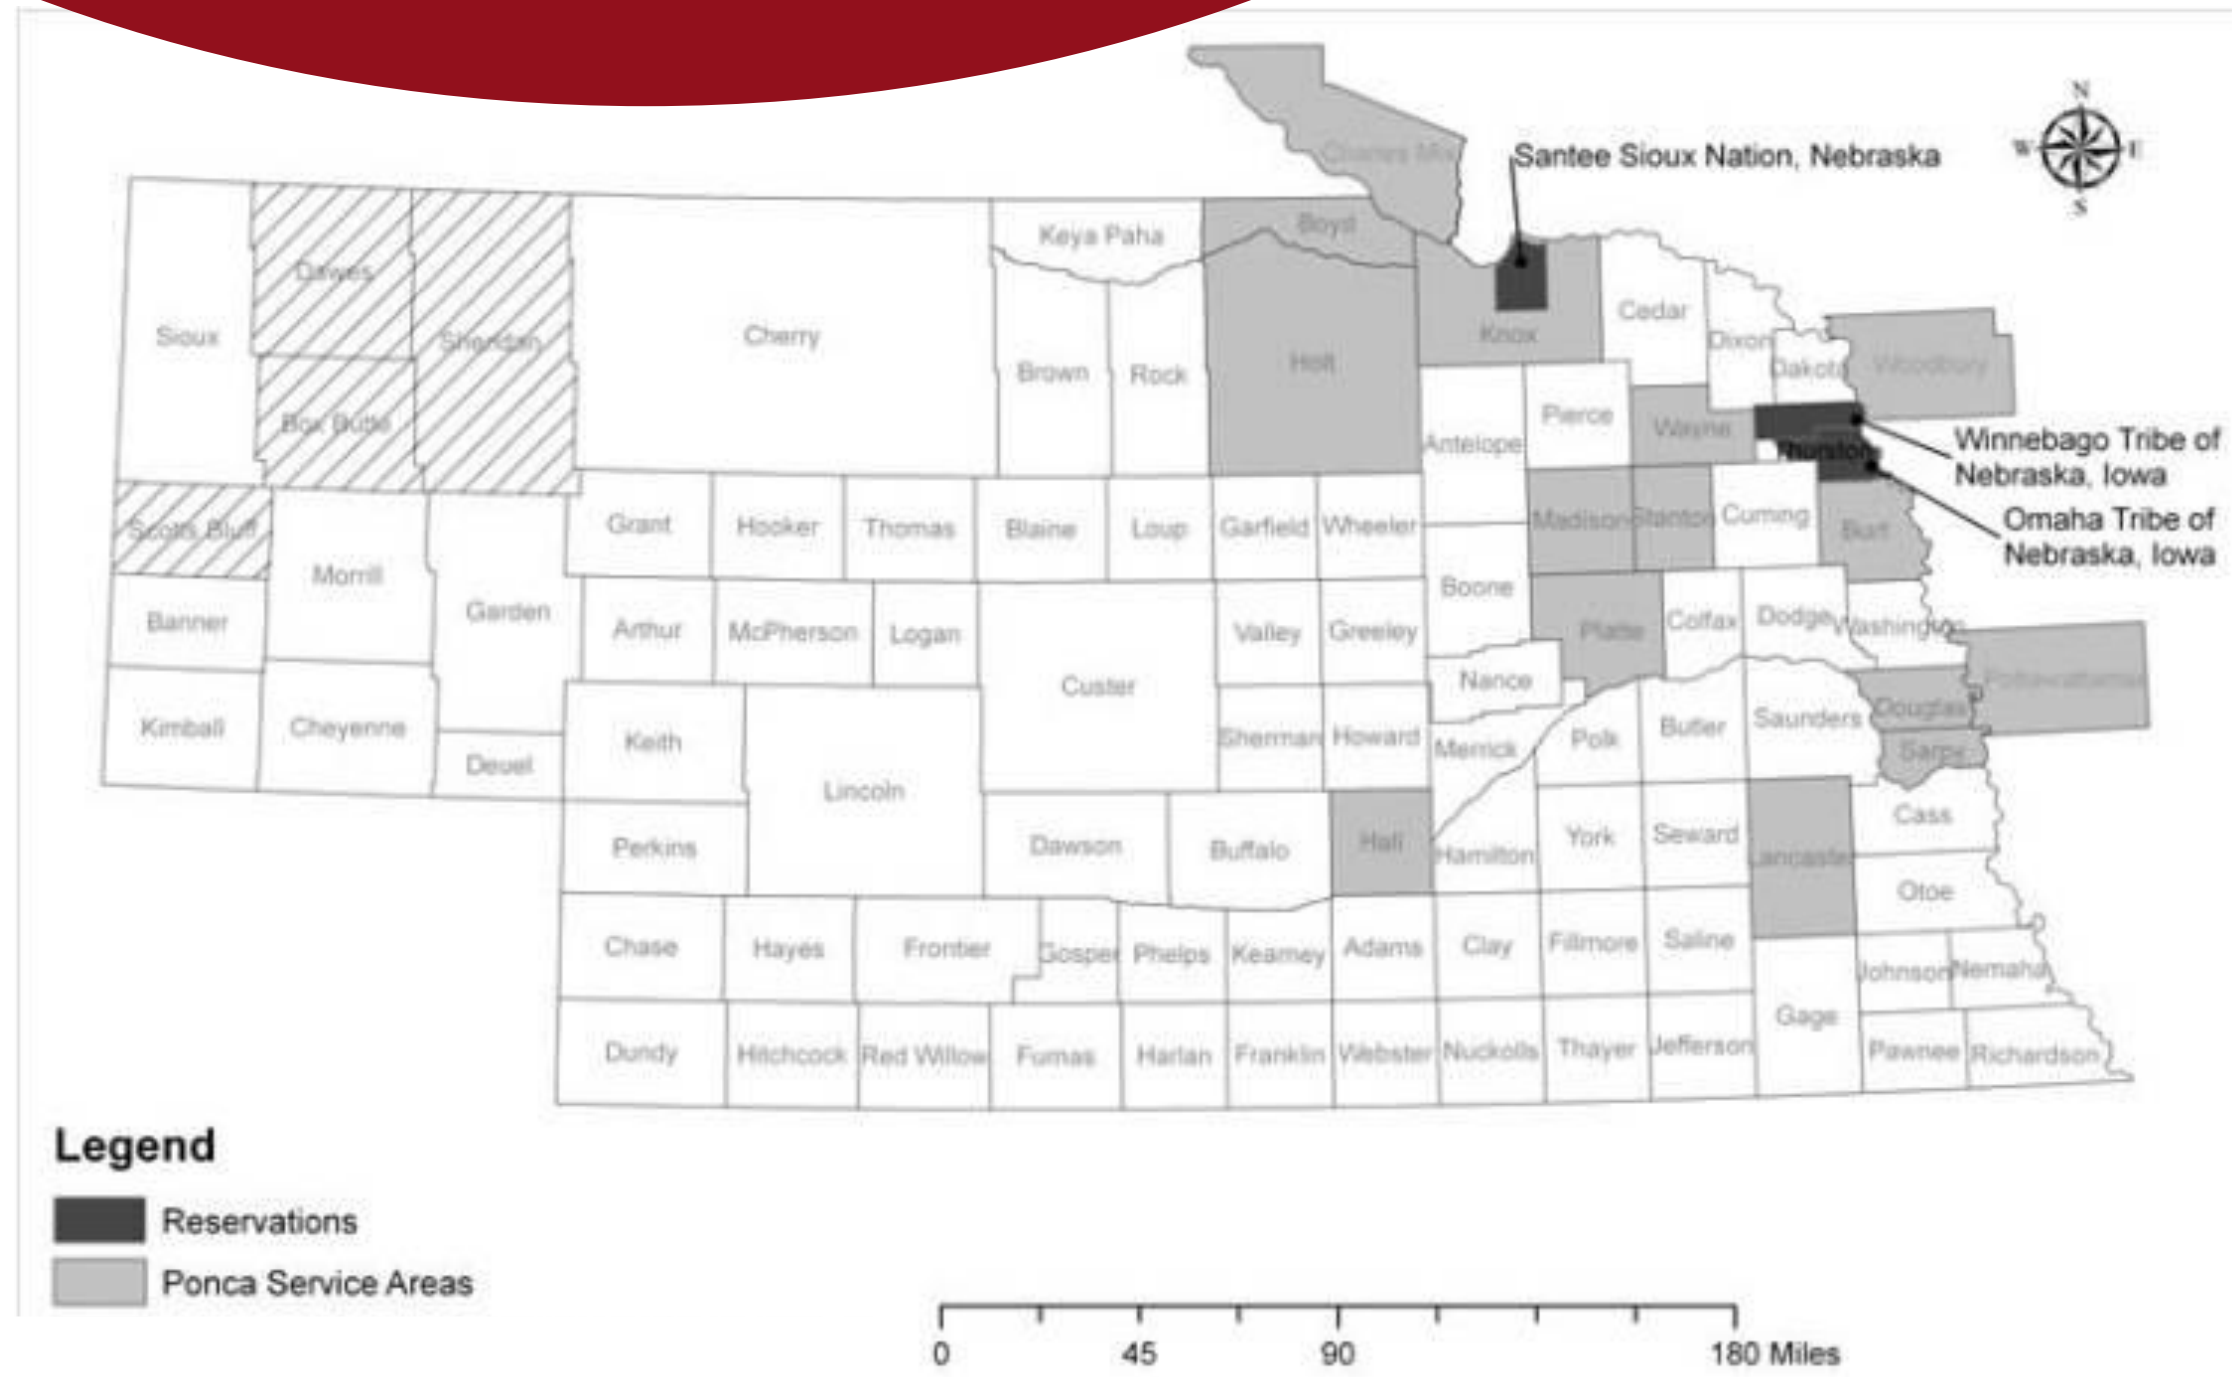 N
Charles Mix
Santee Sioux Nation, Nebraska
W
E
S
Boyd
Keya Paha
Dawes
Cedar
Sioux
Sheridan
Cherry
Knox
Dixon
Holt
Brown
Rock
Dakota
Woodbury
Box Butte
Pierce
Wayne
Antelope
Winnebago Tribe of
Nebraska, Iowa
Thurston
Scotts Bluff
Grant
Hooker
Thomas
Blaine
Loup
Garfield
Wheeler
Madison
Stanton
Cuming
Burt
Omaha Tribe of
Nebraska, Iowa
Morrill
Boone
Banner
Garden
Arthur
McPherson
Logan
Valley
Greeley
Platte
Colfax
Dodge
Washington
Custer
Nance
Pottawattamie
Kimball
Cheyenne
Keith
Sherman
Howard
Merrick
Polk
Butler
Saunders
Douglas
Deuel
Sarpy
Lincoln
Perkins
Dawson
Buffalo
Hall
Hamilton
York
Seward
Lancaster
Cass
Otoe
Chase
Hayes
Frontier
Gosper
Phelps
Kearney
Adams
Clay
Fillmore
Saline
Johnson
Nemaha
Gage
Dundy
Hitchcock
Red Willow
Furnas
Harlan
Franklin
Webster
Nuckolls
Thayer
Jefferson
Pawnee
Richardson
Legend
Reservations
Ponca Service Areas
0 45 90 180 Miles